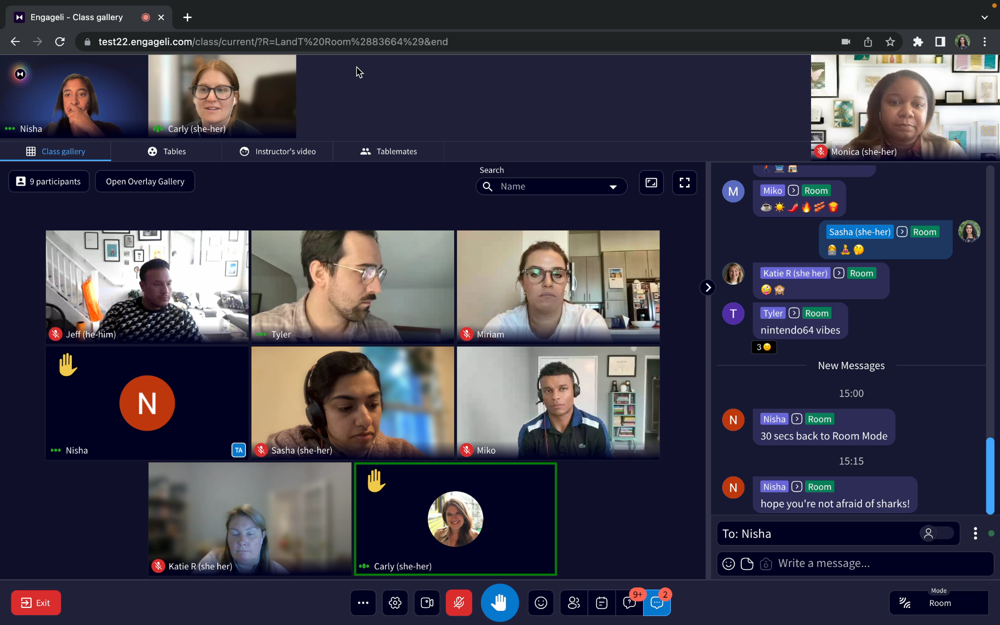 Engageli - Class gallery
test22.engageli.com/class/current/?R=LandT%20Room%2883664%29&end
Nisha
Carly (she-her)
Monica (she-her)
Class gallery
Tables
Instructor's video
Tablemates
9 participants
Open Overlay Gallery
Search
Name
Jeff (he-him)
Tyler
Miriam
N
Nisha
TA
Sasha (she-her)
Miko
Katie R (she her)
Carly (she-her)
M
Miko Room
Sasha (she-her) Room
Katie R (she her) Room
T
Tyler Room
nintendo64 vibes
3
New Messages
15:00
N
Nisha Room
30 secs back to Room Mode
15:15
N
Nisha Room
hope you're not afraid of sharks!
To: Nisha
Write a message...
Exit
9+
2
Mode
Room